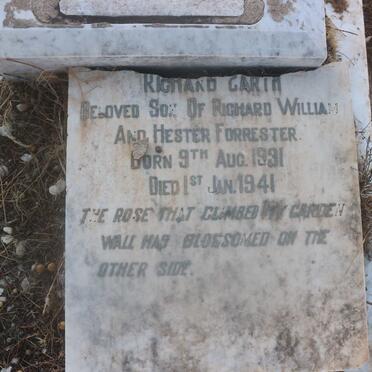 RICHARD GARTH
BELOVED SON OF RICHARD WILLIAM
AND HESTER FORRESTER
BORN 9TH AUG. 1931
DIED 1ST JAN. 1941
THE ROSE THAT CLIMBED MY GARDEN
WALL HAS BLOSSOMED ON THE
OTHER SIDE.